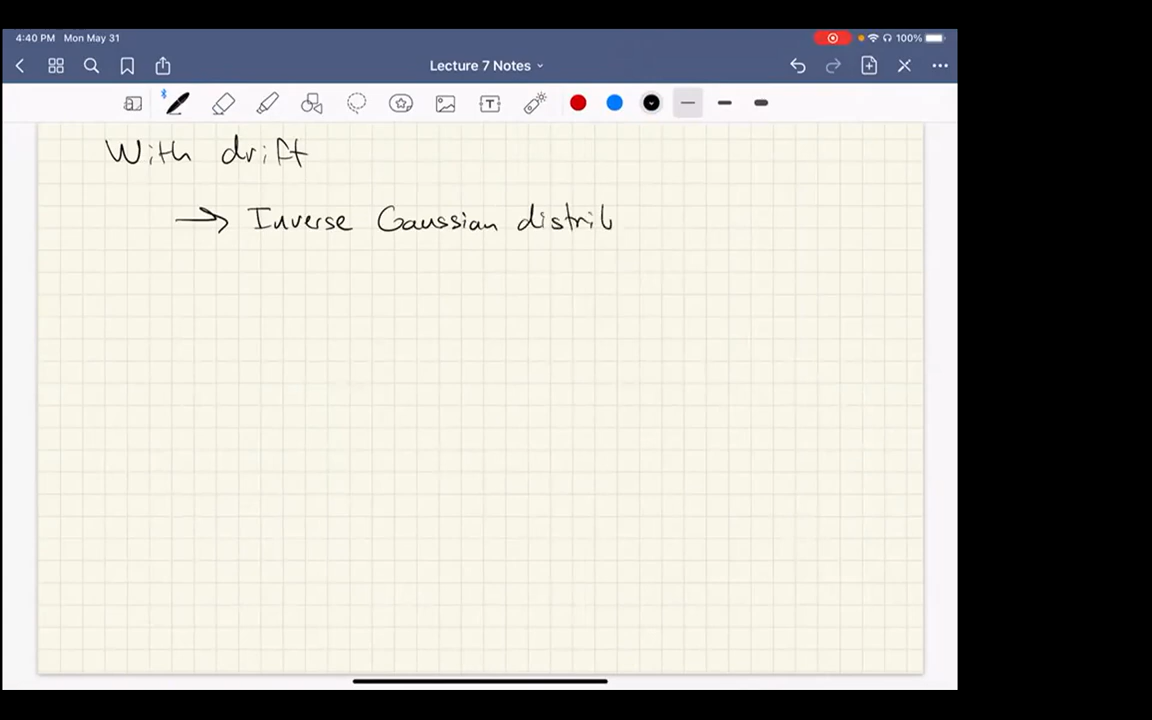 4:40 PM Mon May 31
100%
Lecture 7 Notes
With drift
→ Inverse Gaussian distrib